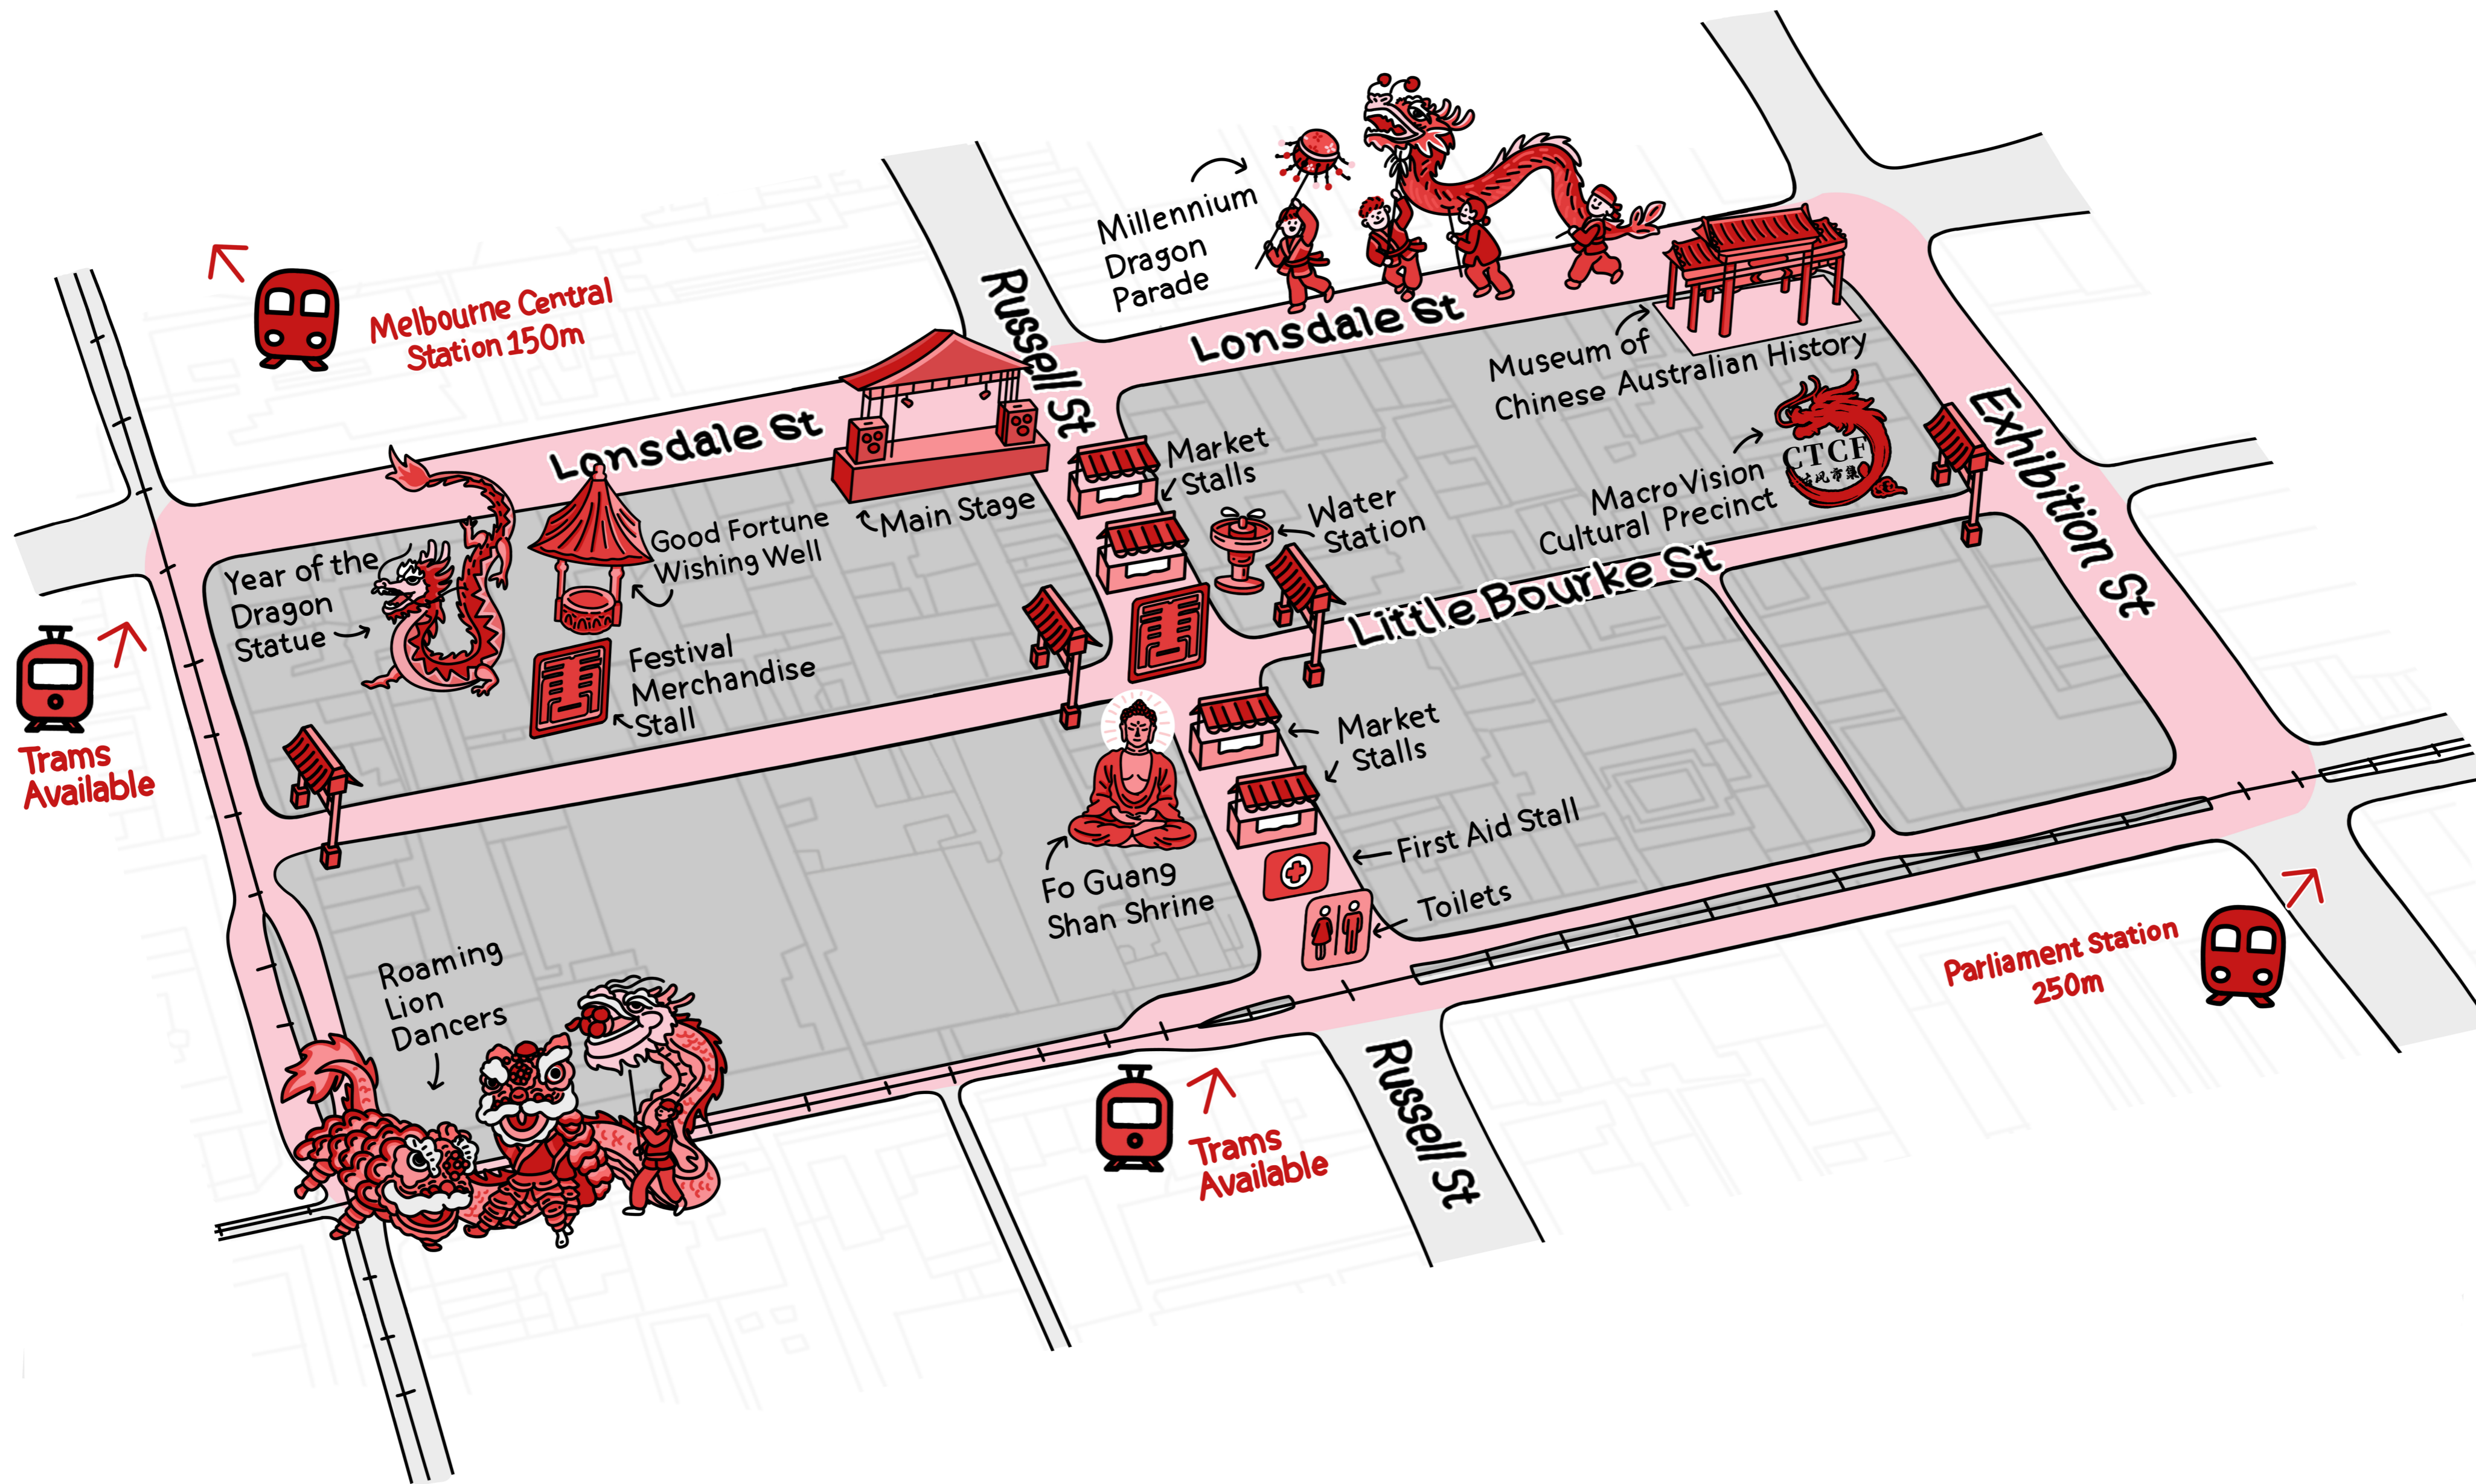 Millennium
Dragon
Parade
Melbourne Central
Station 150m
Russell St
Lonsdale St
Lonsdale St
Museum of
Chinese Australian History
Exhibition St
Main Stage
Market
Stalls
Water
Station
MacroVision
Cultural Precinct
CTCF
Good Fortune
Wishing Well
Year of the
Dragon
Statue
Little Bourke St
Festival
Merchandise
Stall
Trams
Available
Market
Stalls
First Aid Stall
Toilets
Fo Guang
Shan Shrine
Roaming
Lion
Dancers
Parliament Station
250m
Trams
Available
Russell St